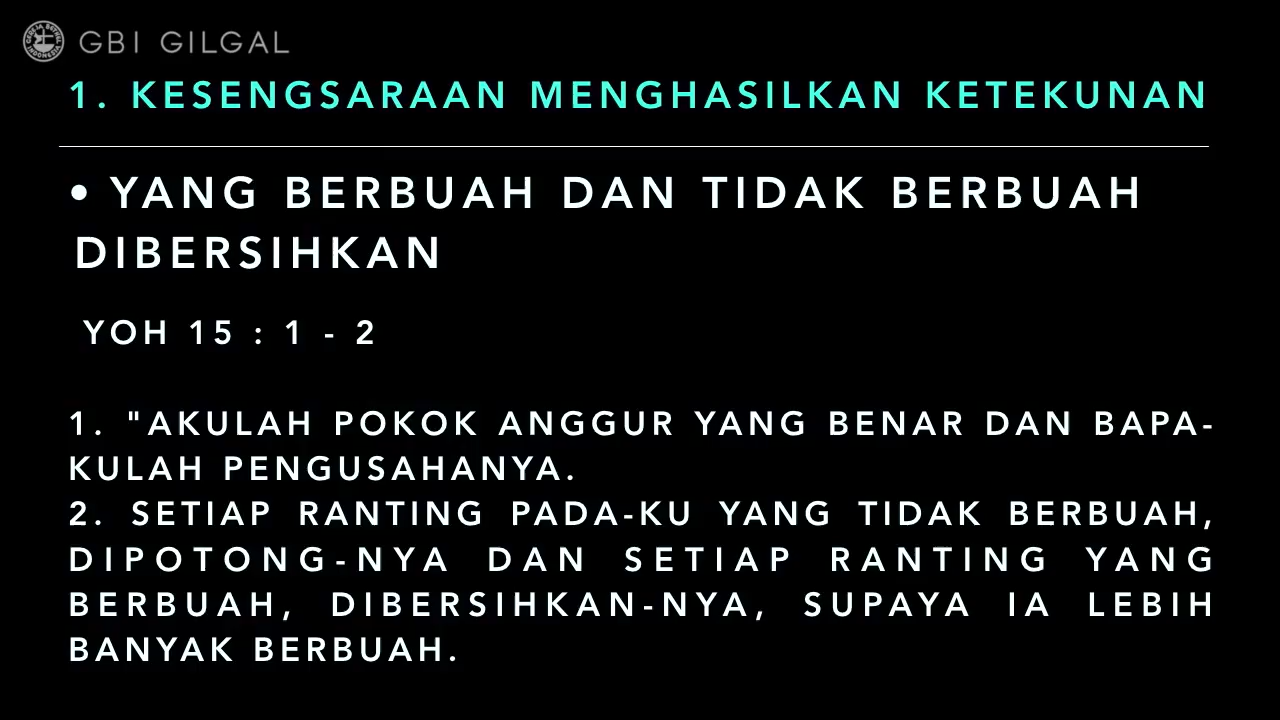 GBI GILGAL
1. KESENGSARAAN MENGHASILKAN KETEKUNAN
• YANG BERBUAH DAN TIDAK BERBUAH
DIBERSIHKAN
YOH 15 : 1 - 2
1. "AKULAH POKOK ANGGUR YANG BENAR DAN BAPA-
KULAH PENGUSAHANYA.
2. SETIAP RANTING PADA-KU YANG TIDAK BERBUAH,
DIPOTONG-NYA DAN SETIAP RANTING YANG
BERBUAH, DIBERSIHKAN-NYA, SUPAYA IA LEBIH
BANYAK BERBUAH.